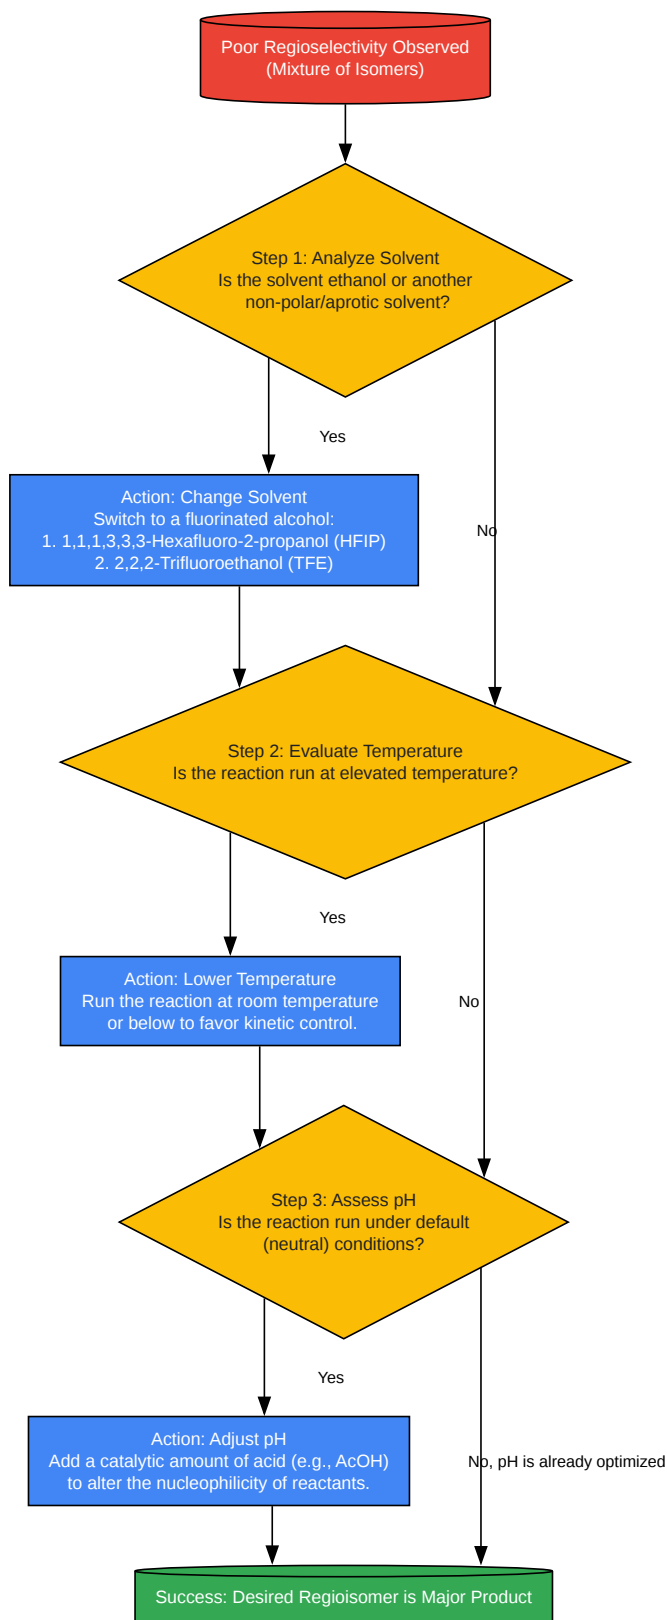 Poor Regioselectivity Observed
(Mixture of Isomers)
Step 1: Analyze Solvent
Is the solvent ethanol or another
non-polar/aprotic solvent?
Yes
Action: Change Solvent
Switch to a fluorinated alcohol:
1. 1,1,1,3,3,3-Hexafluoro-2-propanol (HFIP)
2. 2,2,2-Trifluoroethanol (TFE)
No
Step 2: Evaluate Temperature
Is the reaction run at elevated temperature?
Yes
Action: Lower Temperature
Run the reaction at room temperature
or below to favor kinetic control.
No
Step 3: Assess pH
Is the reaction run under default
(neutral) conditions?
Yes
Action: Adjust pH
Add a catalytic amount of acid (e.g., AcOH)
to alter the nucleophilicity of reactants.
No, pH is already optimized
Success: Desired Regioisomer is Major Product